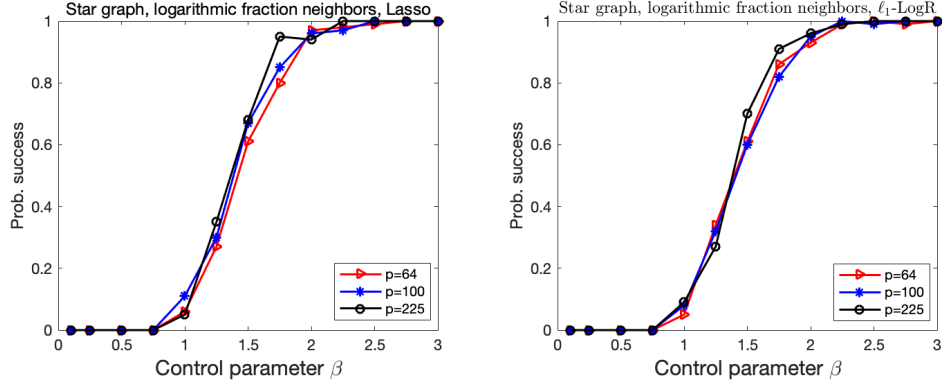 Star graph, logarithmic fraction neighbors, Lasso
1
0.8
0.6
0.4
0.2
0
Prob. success
0 0.5 1 1.5 2 2.5 3
Control parameter β
p=64
p=100
p=225
Star graph, logarithmic fraction neighbors, ℓ₁-LogR
1
0.8
0.6
0.4
0.2
0
Prob. success
0 0.5 1 1.5 2 2.5 3
Control parameter β
p=64
p=100
p=225